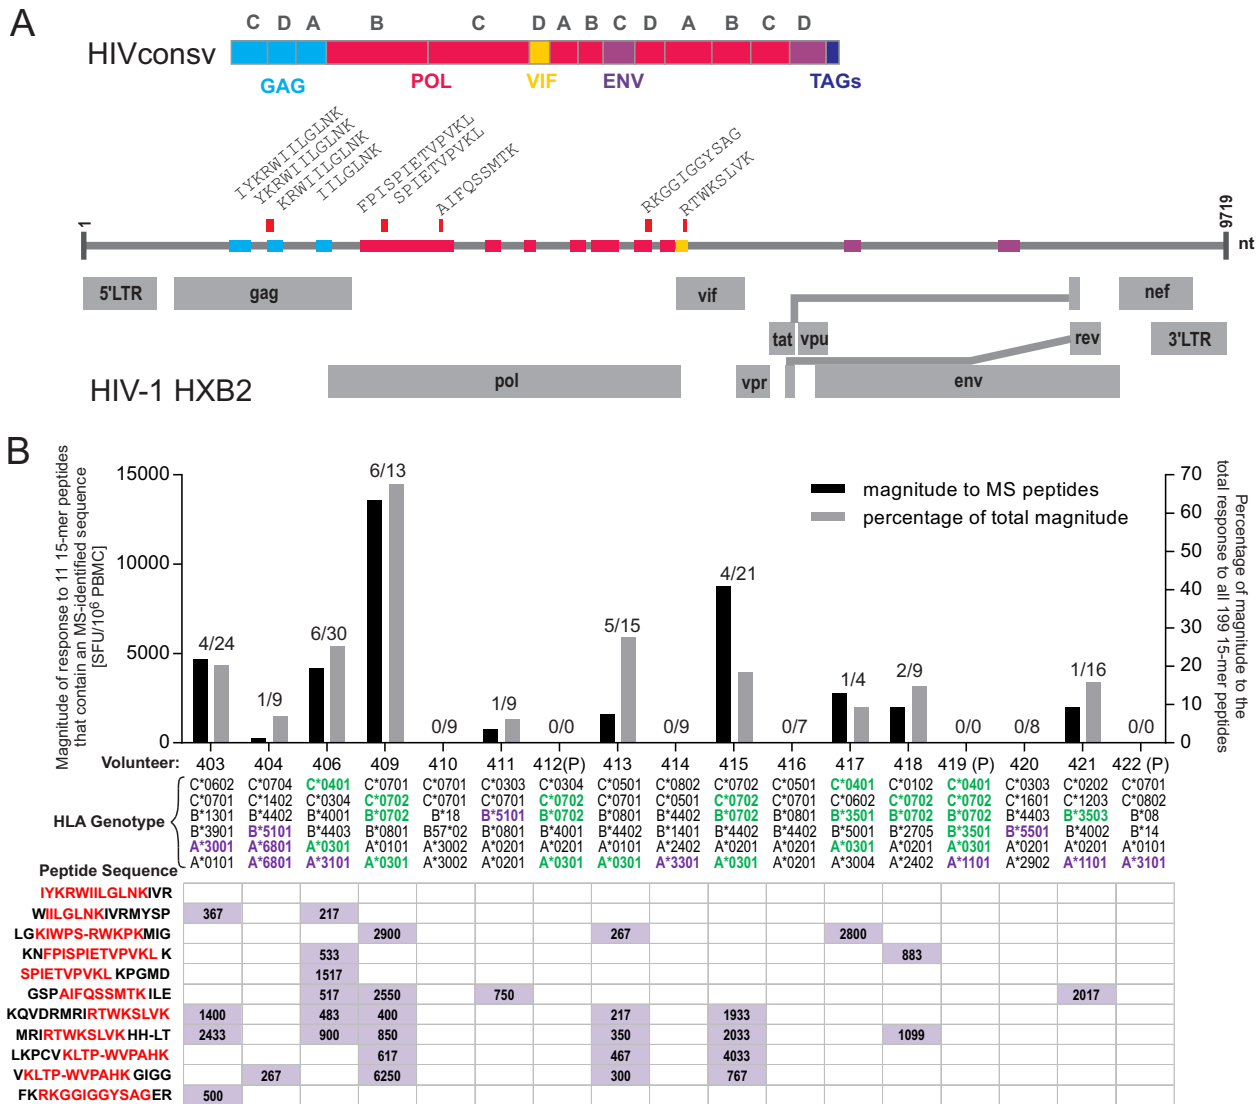 A
C D A B C D A B C D A B C D
HIVconsv
GAG POL VIF ENV TAGs
IYKRWIILGLNK
YKRWIILGLNK
KRWIILGLNK
IILGLNK
FPISPIETVPVKL
SPIETVPVKL
AIFQSSMTK
RKGGIGGYSAG
RTWKSLVK
1
9719
nt
5'LTR gag vif nef
tat vpu rev 3'LTR
pol vpr env
HIV-1 HXB2
B
Magnitude of response to 11 15-mer peptides
that contain an MS-identified sequence
[SFU/10⁶ PBMC]
15000
10000
5000
0
70
60
50
40
30
20
10
0
Percentage of magnitude to the
total response to all 199 15-mer peptides
magnitude to MS peptides
percentage of total magnitude
4/24 1/9 6/30 6/13 0/9 1/9 0/0 5/15 0/9 4/21 0/7 1/4 2/9 0/0 0/8 1/16 0/0
Volunteer: 403 404 406 409 410 411 412(P) 413 414 415 416 (P) 417 418 419 (P) 420 421 422 (P)
HLA Genotype
C*0602 C*0704 C*0401 C*0701 C*0701 C*0303 C*0304 C*0501 C*0802 C*0702 C*0501 C*0401 C*0102 C*0401 C*0303 C*0202 C*0701
C*0701 C*1402 C*0304 C*0702 C*0701 C*0701 C*0702 C*0701 C*0501 C*0702 C*0701 C*0602 C*0702 C*0702 C*1601 C*1203 C*0802
B*1301 B*4402 B*4001 B*0702 B*18 B*5101 B*0702 B*0801 B*4402 B*0702 B*0801 B*3501 B*0702 B*0702 B*4403 B*3503 B*08
B*3901 B*5101 B*4403 B*0801 B57*02 B*0801 B*4001 B*4402 B*1401 B*4402 B*4402 B*5001 B*2705 B*3501 B*5501 B*4002 B*14
A*3001 A*6801 A*0301 A*0101 A*3002 A*0201 A*0201 A*0101 A*2402 A*0101 A*0201 A*0301 A*0201 A*0301 A*0201 A*0201 A*0201
A*0101 A*6801 A*3101 A*0301 A*3002 A*0201 A*0301 A*0301 A*3301 A*0301 A*0201 A*3004 A*2402 A*1101 A*2902 A*1101 A*3101
Peptide Sequence
IYKRWIILGLNKIVR
WIILGLNKIVRMYSP 367 217
LGKIWPS-RWKPKMIG 2900 267 2800
KNFPISPIETVPVKL K 533 883
SPIETVPVKL KPGMD 1517
GSPAIFQSSMTK ILE 517 2550 750 2017
KQVDRMRIRTWKSLVK 1400 483 400 217 1933
MRIRTWKSLVK HH-LT 2433 900 850 350 2033 1099
LKPCVKLTP-WVPAHK 617 467 4033
VKLTP-WVPAHK GIGG 267 6250 300 767
FKRKGGIGGYSAGER 500